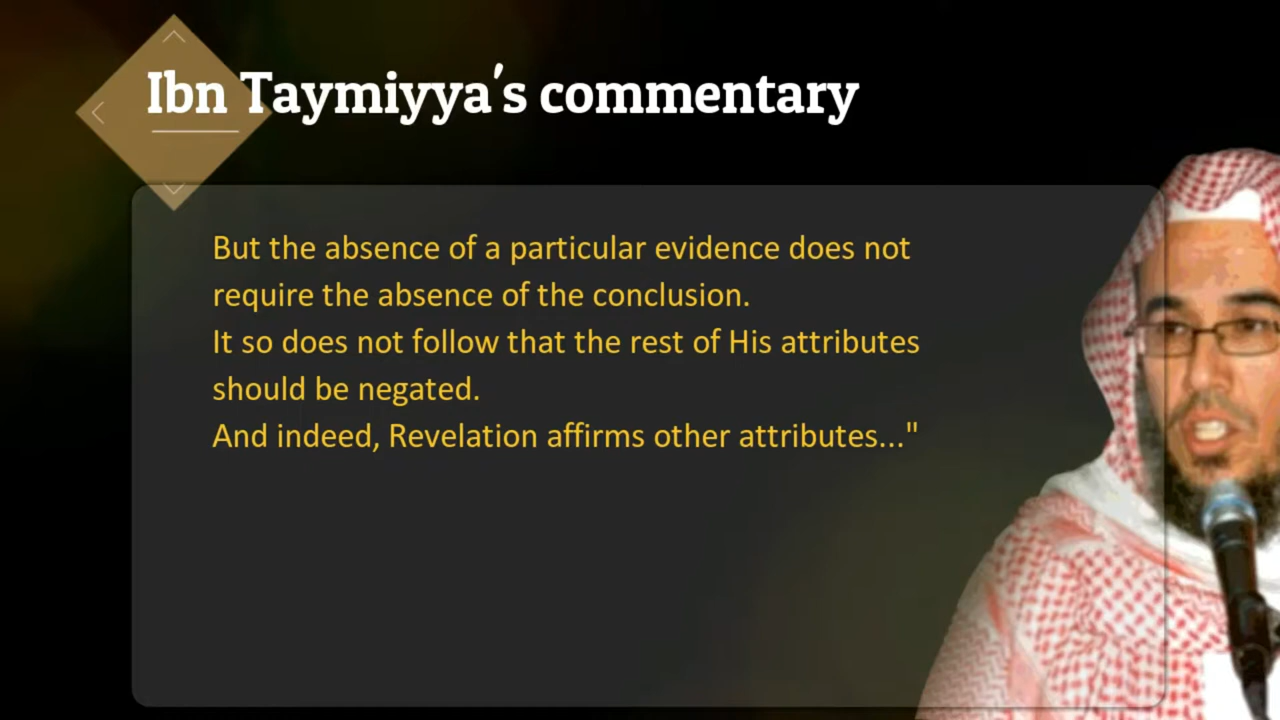 Ibn Taymiyya's commentary
But the absence of a particular evidence does not
require the absence of the conclusion.
It so does not follow that the rest of His attributes
should be negated.
And indeed, Revelation affirms other attributes..."